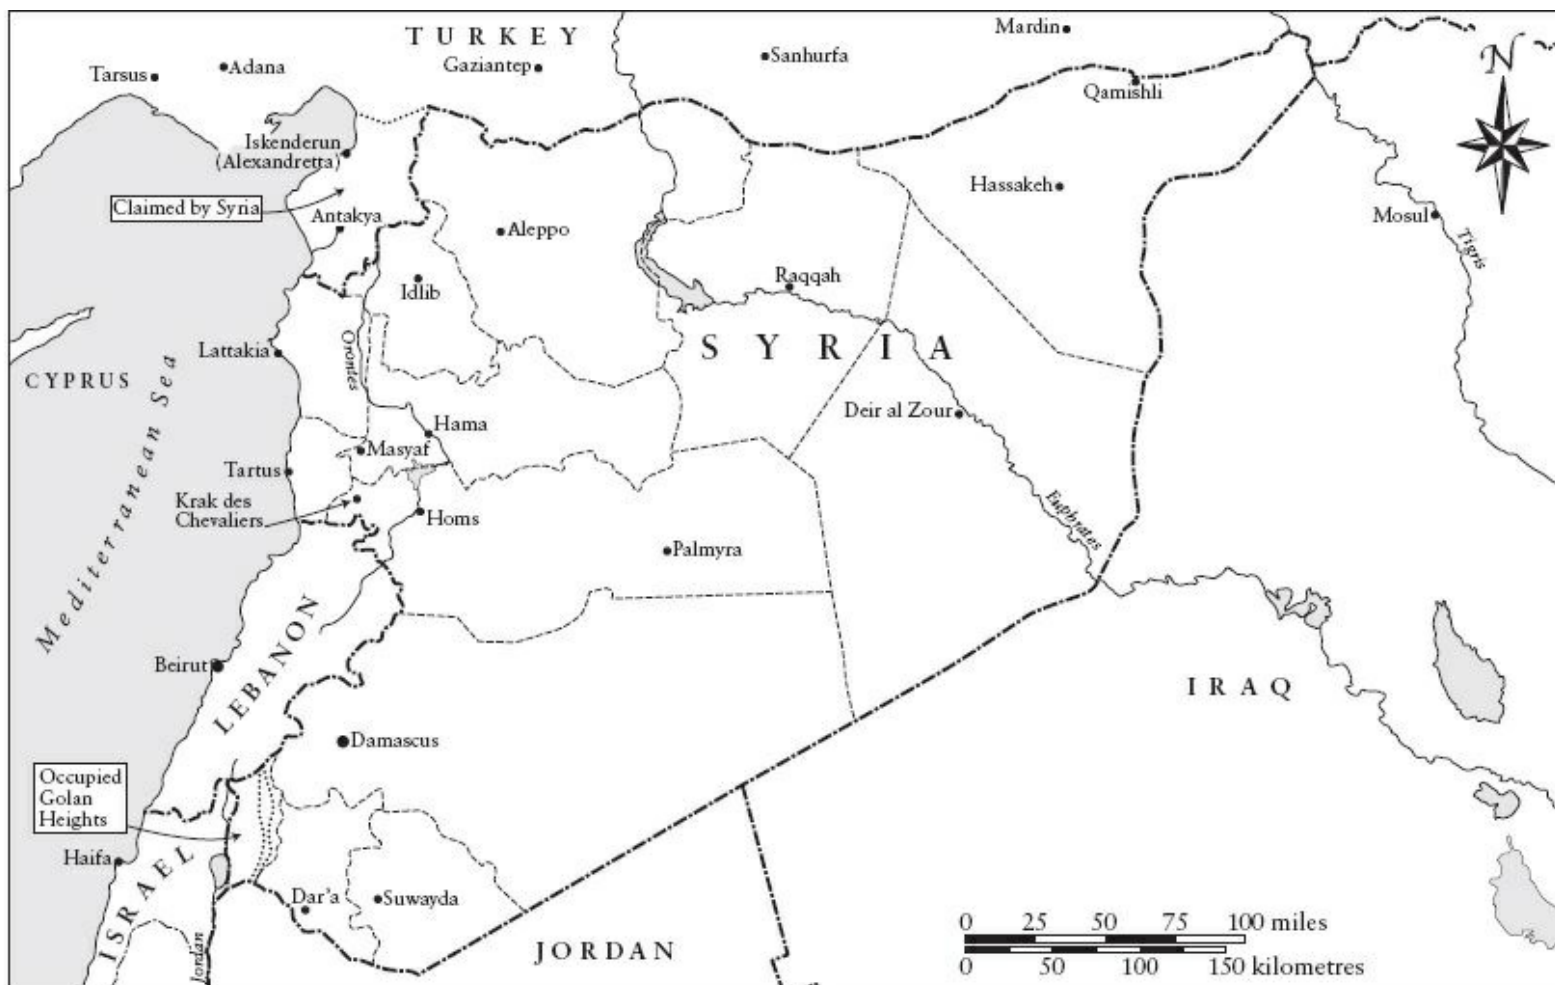 TURKEY
Mardin
Sanhurfa
Gaziantep
Adana
Tarsus
N
Qamishli
Iskenderun
(Alexandretta)
Hassakeh
Claimed by Syria
Antakya
Aleppo
Mosul
Tigris
Idlib
Raqqah
Orontes
Lattakia
SYRIA
CYPRUS
Mediterranean Sea
Deir al Zour
Hama
Masyaf
Tartus
Krak des
Chevaliers
Homs
Euphrates
Palmyra
LEBANON
Beirut
IRAQ
Damascus
Occupied
Golan
Heights
Haifa
ISRAEL
Dar'a
Suwayda
Jordan
JORDAN
0 25 50 75 100 miles
0 50 100 150 kilometres